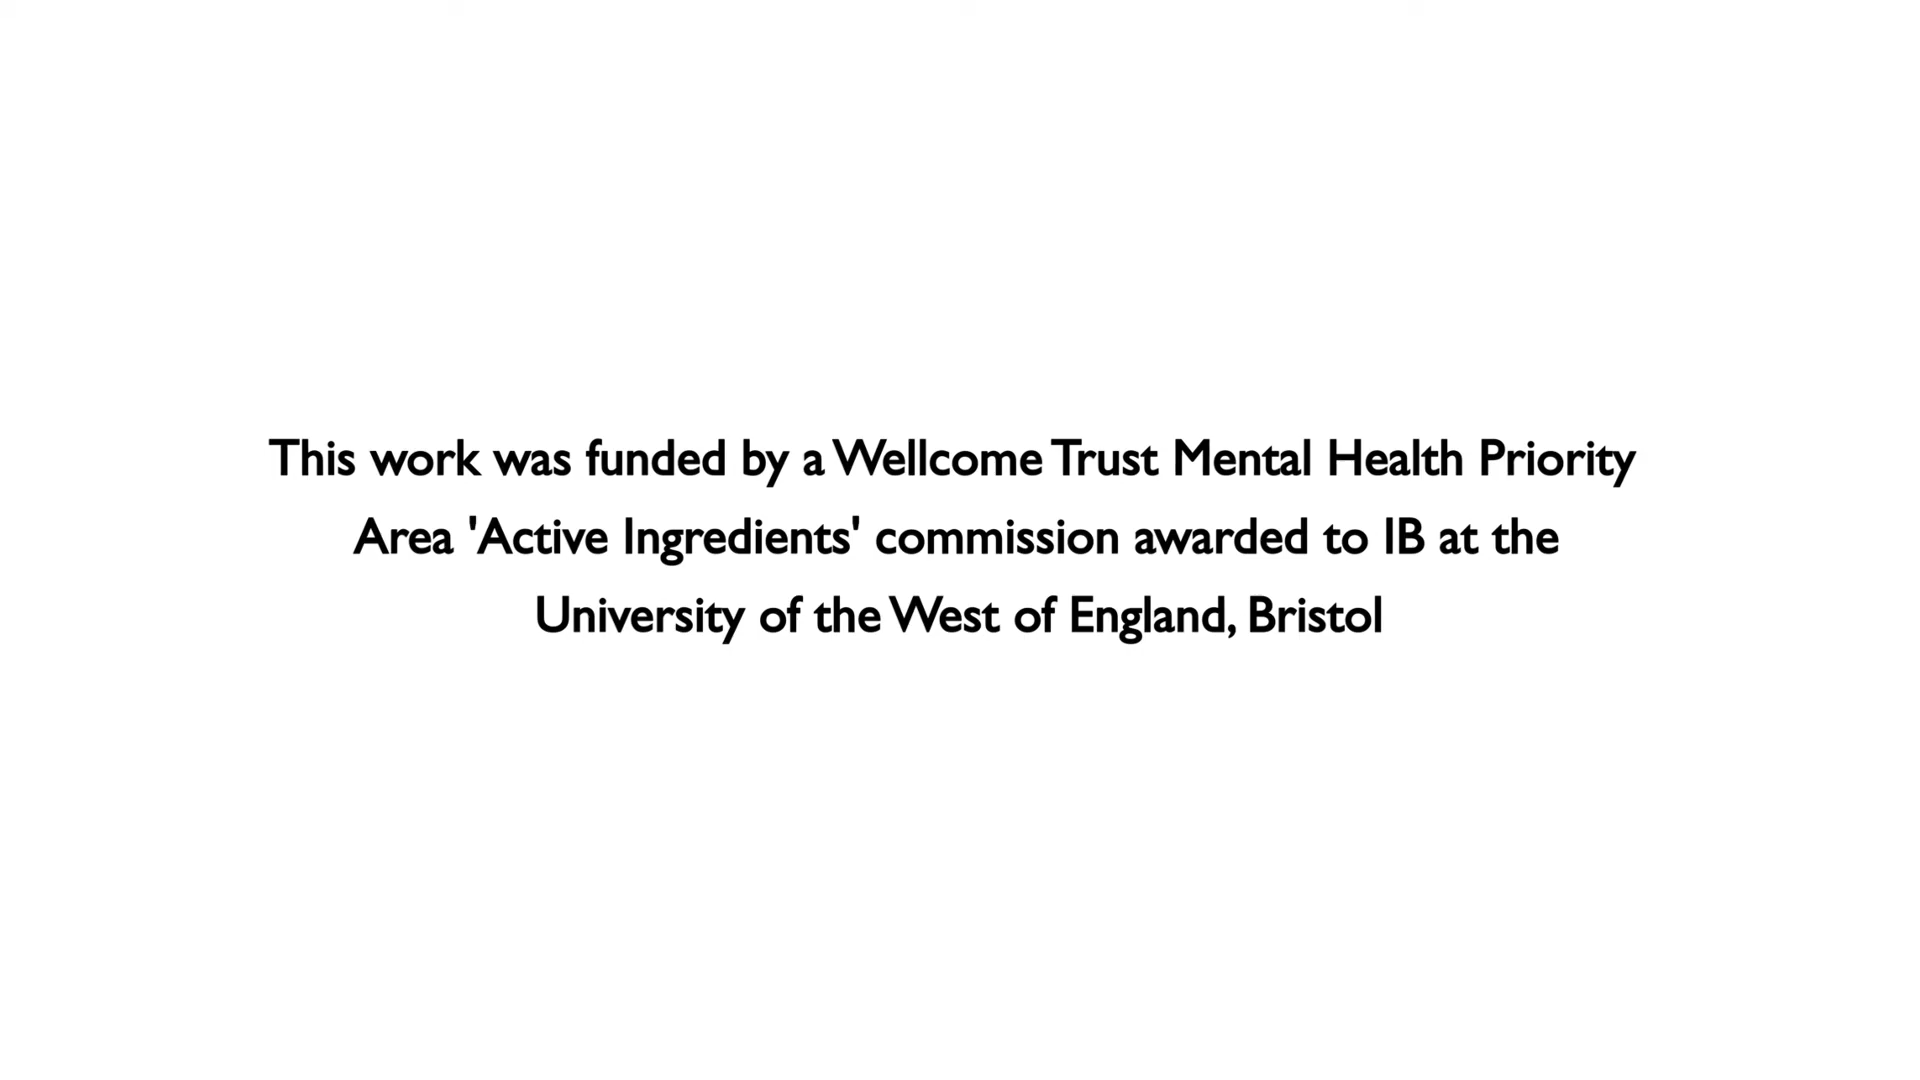 This work was funded by a Wellcome Trust Mental Health Priority
Area 'Active Ingredients' commission awarded to IB at the
University of the West of England, Bristol